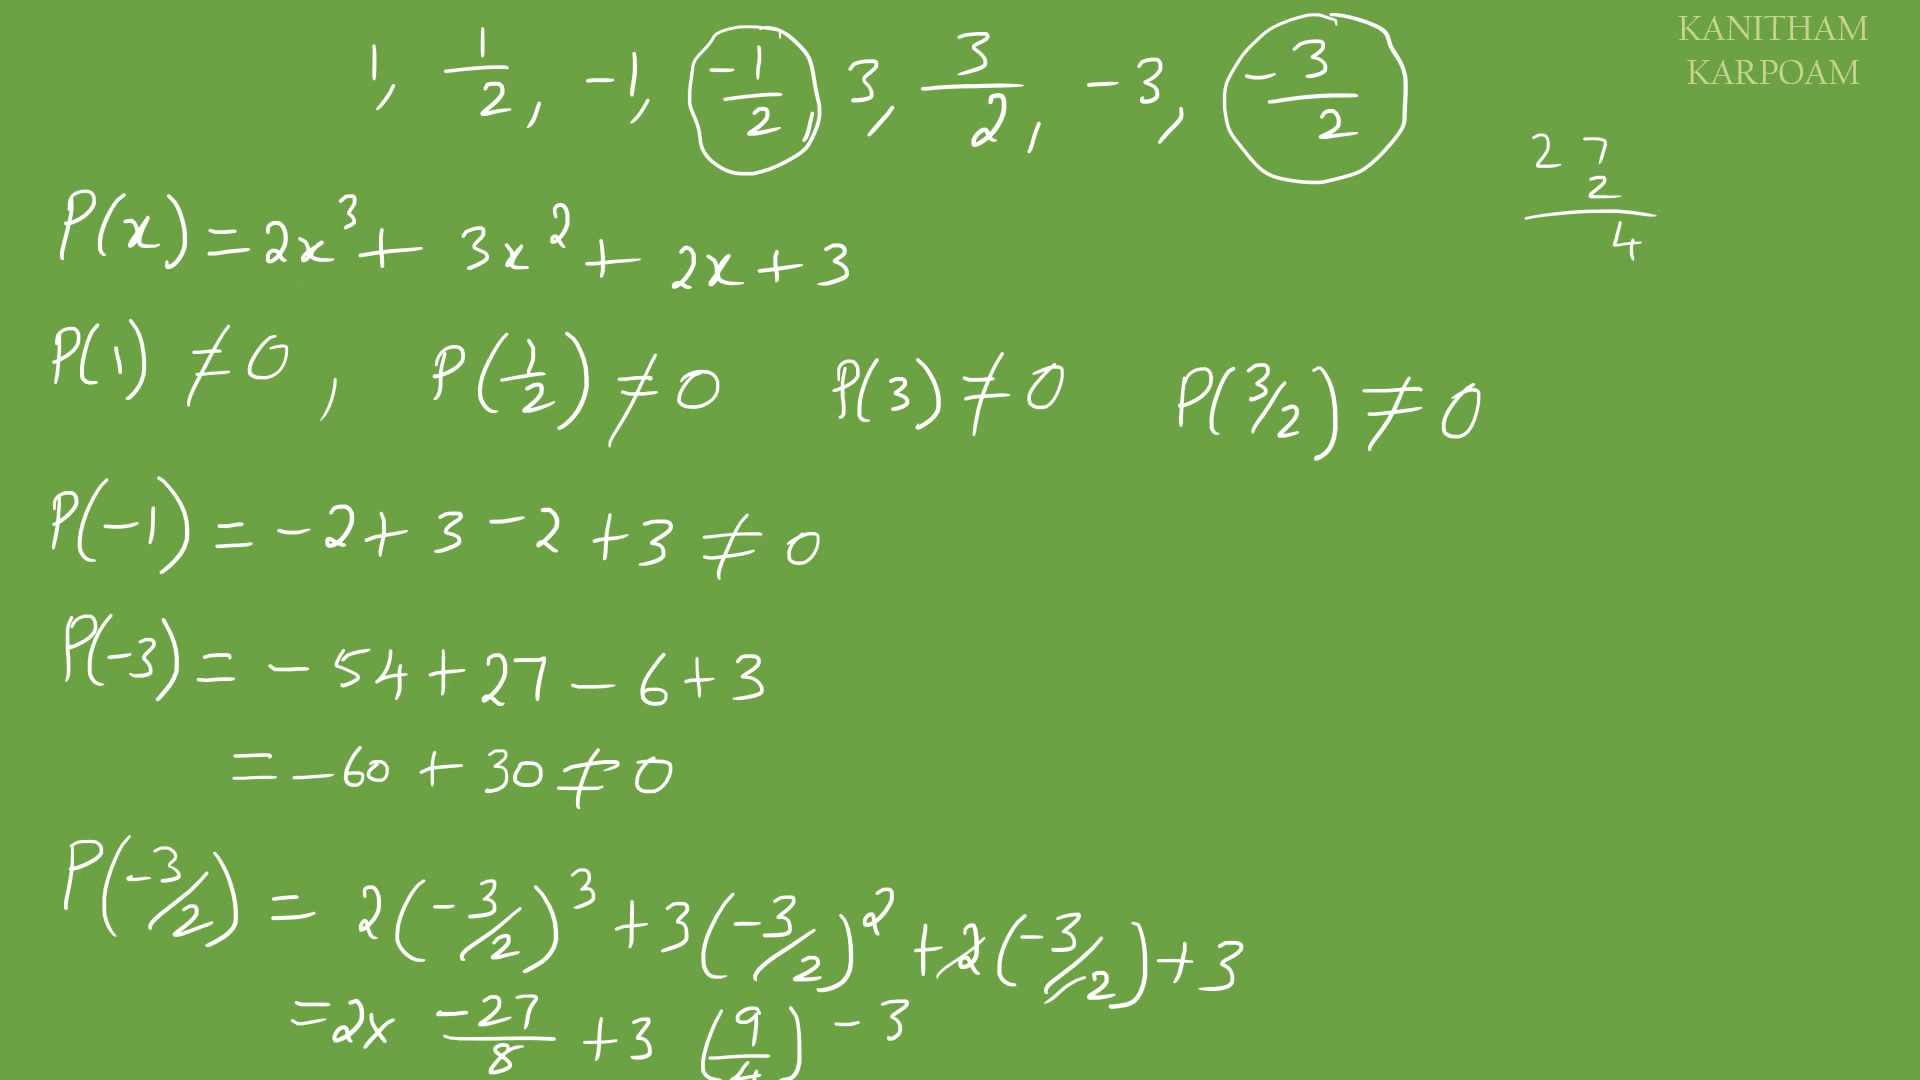 KANITHAM
KARPOAM
1, 1/2, -1, -1/2, 3, 3/2, -3, -3/2
27
2
4
P(x) = 2x³ + 3x² + 2x + 3
P(1) ≠ 0, P(1/2) ≠ 0 P(3) ≠ 0 P(3/2) ≠ 0
P(-1) = -2 + 3 - 2 + 3 ≠ 0
P(-3) = -54 + 27 - 6 + 3
= -60 + 30 ≠ 0
P(-3/2) = 2(-3/2)³ + 3(-3/2)² + 2(-3/2) + 3
= 2x -27/8 + 3 (9/4) - 3